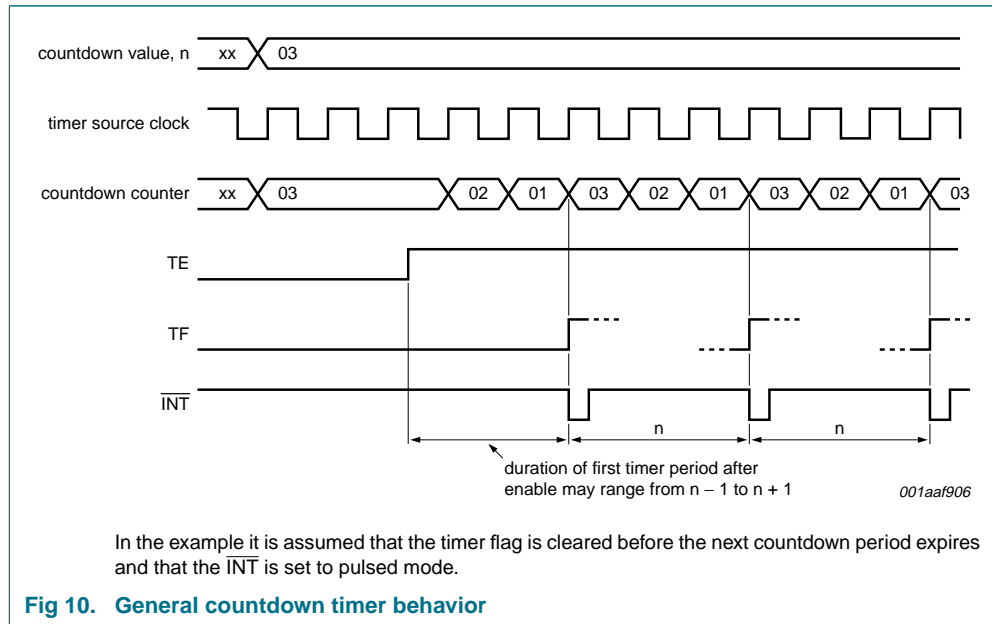 countdown value, n xx 03
timer source clock
countdown counter xx 03 02 01 03 02 01 03 02 01 03
TE
TF
INT
n n
duration of first timer period after
enable may range from n − 1 to n + 1
001aaf906
In the example it is assumed that the timer flag is cleared before the next countdown period expires
and that the INT is set to pulsed mode.
Fig 10. General countdown timer behavior